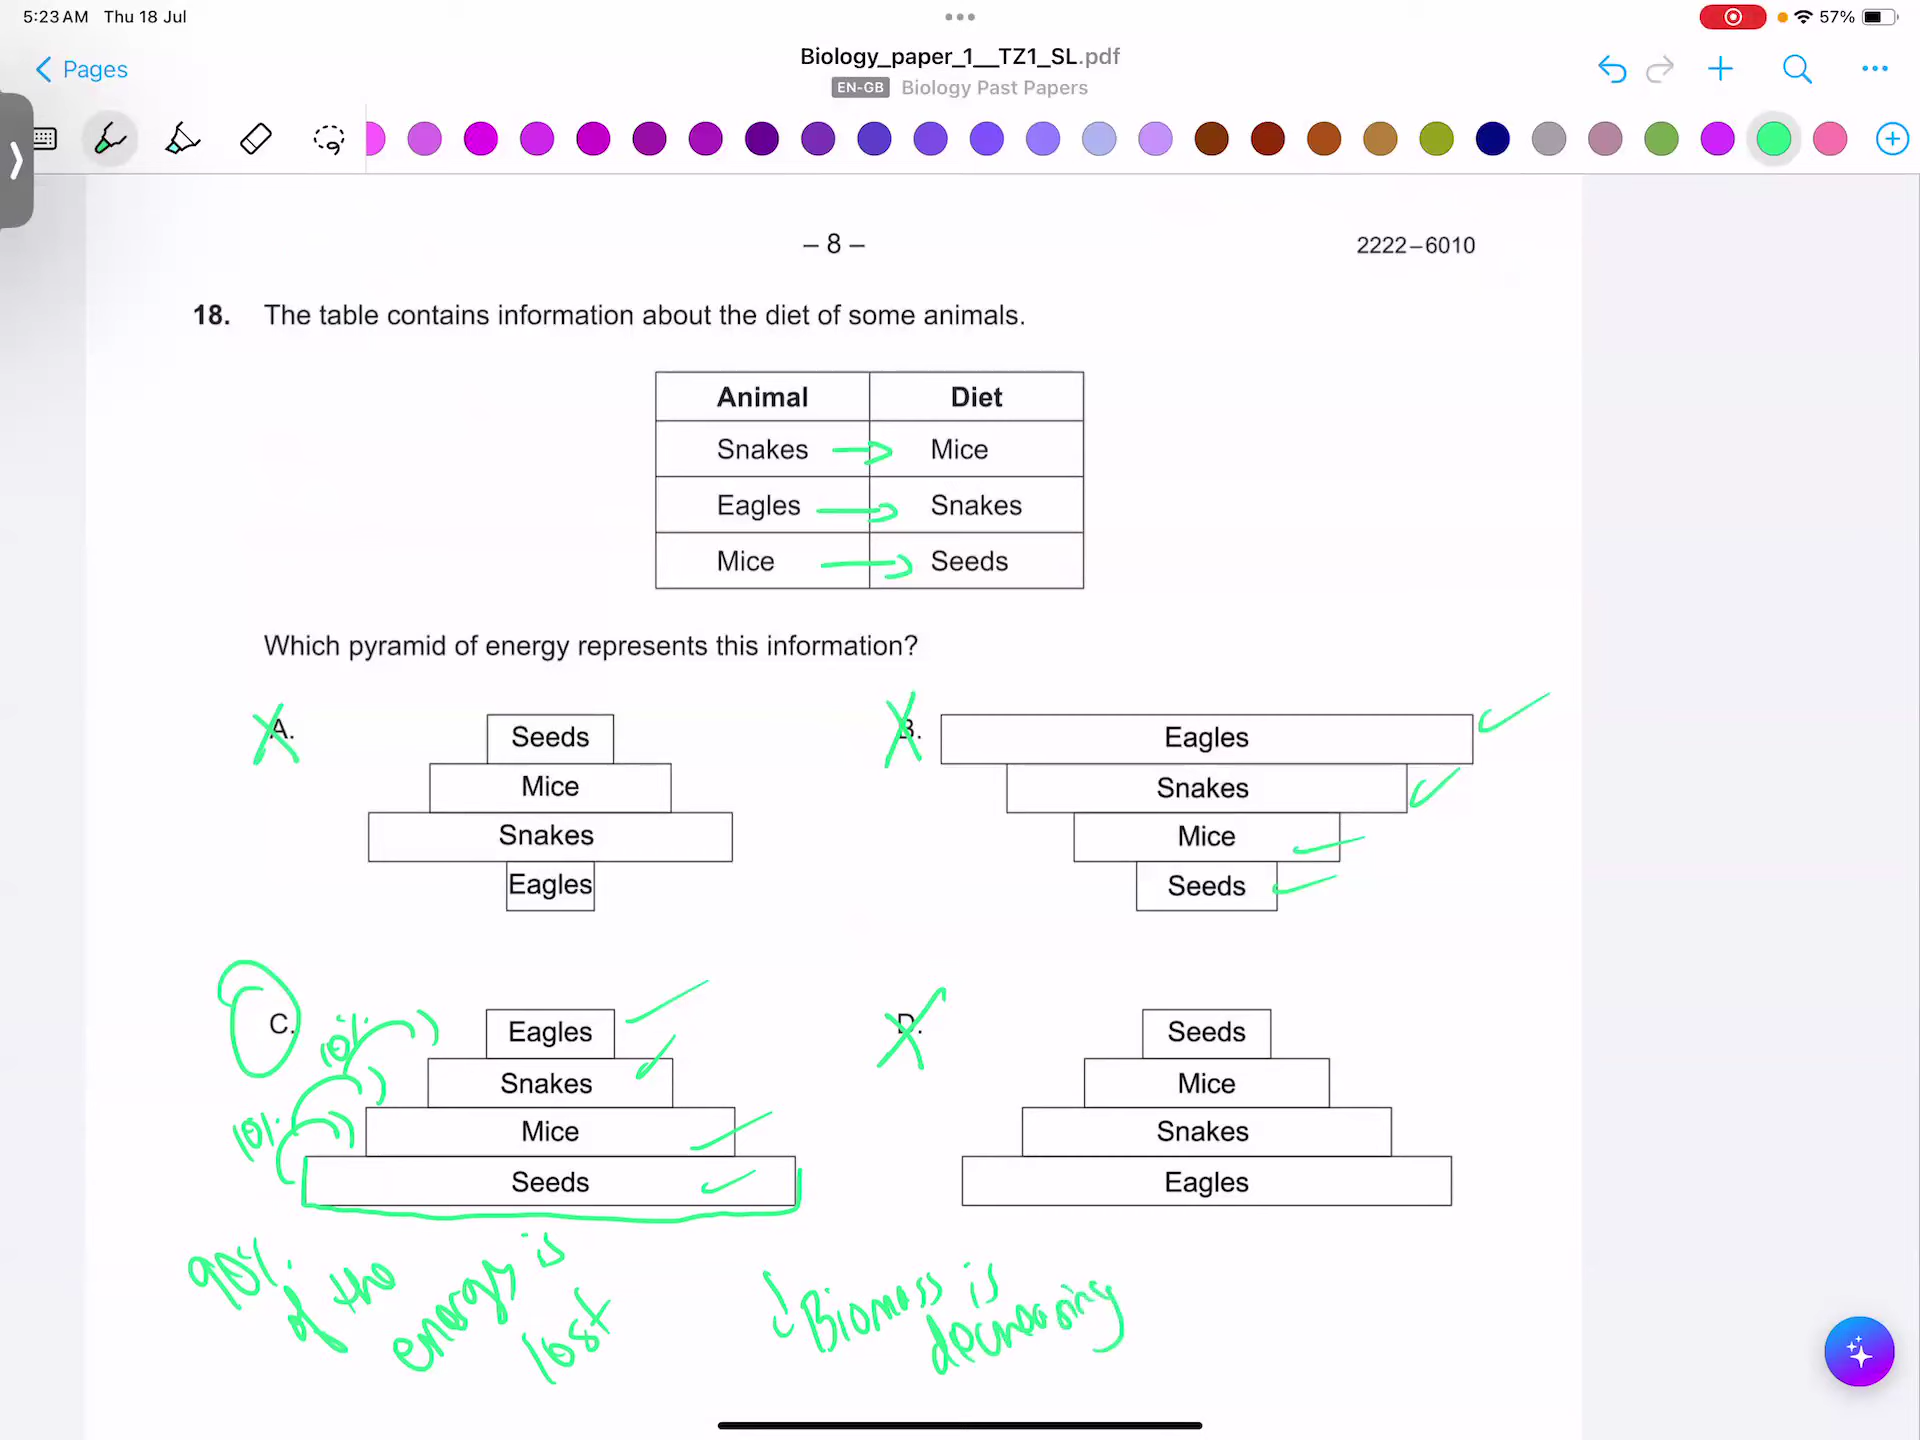 5:23 AM Thu 18 Jul
57%
Pages
Biology_paper_1__TZ1_SL.pdf
EN-GB Biology Past Papers
– 8 –
2222–6010
18. The table contains information about the diet of some animals.
Animal Diet
Snakes Mice
Eagles Snakes
Mice Seeds
Which pyramid of energy represents this information?
A.
Seeds
Mice
Snakes
Eagles
B.
Eagles
Snakes
Mice
Seeds
C.
Eagles
Snakes
Mice
Seeds
10%
10%
D.
Seeds
Mice
Snakes
Eagles
90% of the energy is lost
Biomass is decreasing